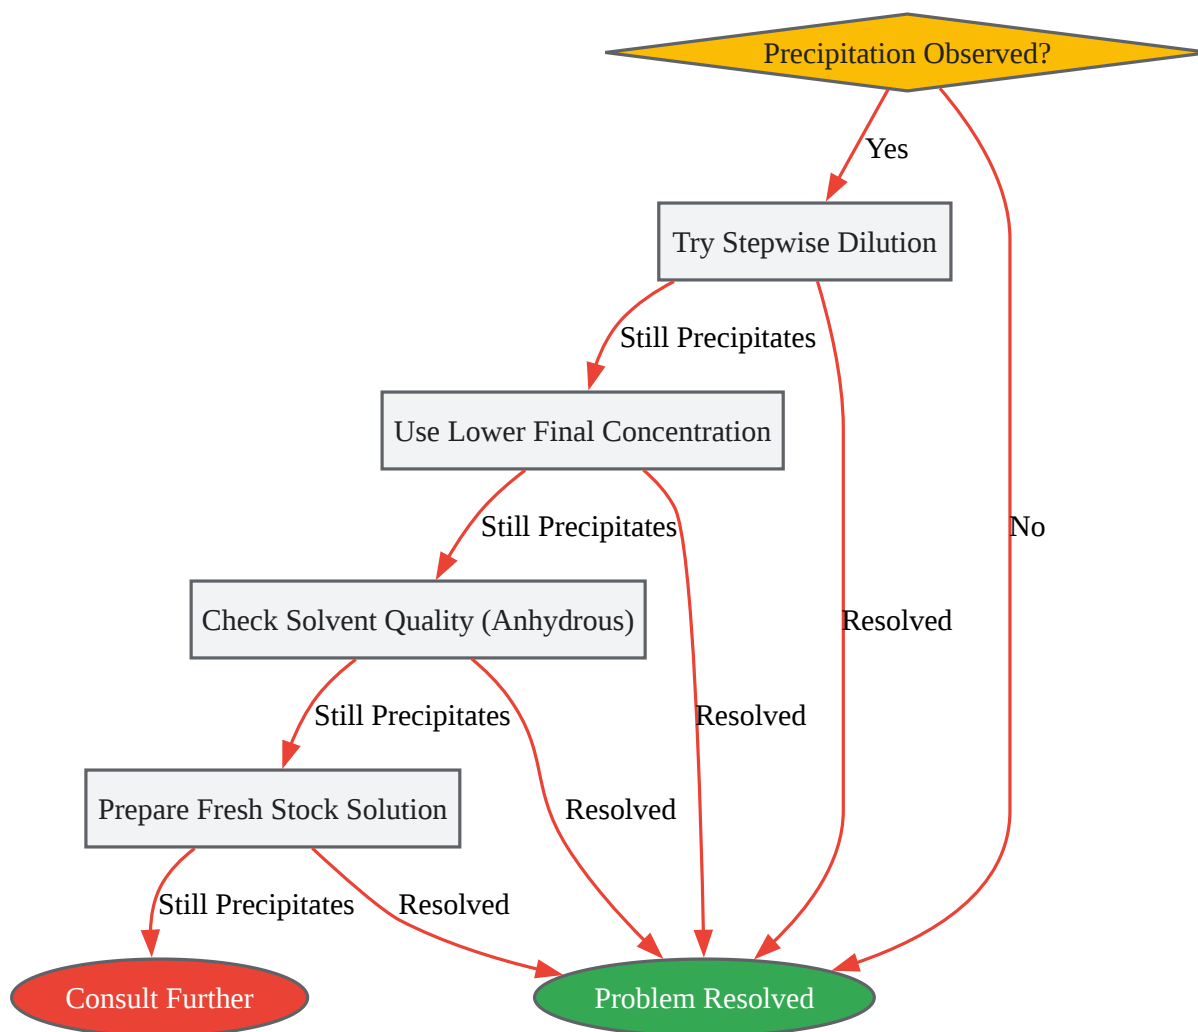 Precipitation Observed?
Yes
Try Stepwise Dilution
Still Precipitates
Use Lower Final Concentration
Still Precipitates
No
Check Solvent Quality (Anhydrous)
Resolved
Still Precipitates
Resolved
Prepare Fresh Stock Solution
Resolved
Still Precipitates
Resolved
Consult Further
Problem Resolved